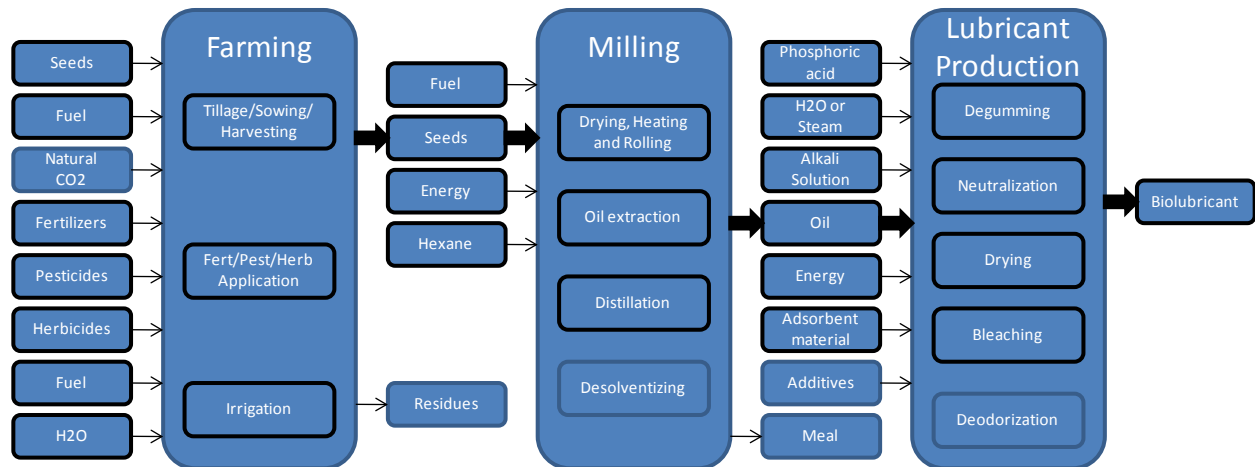 Farming
Seeds
Fuel
Natural
CO2
Fertilizers
Pesticides
Herbicides
Fuel
H2O
Tillage/Sowing/
Harvesting
Fert/Pest/Herb
Application
Irrigation
Residues
Milling
Fuel
Seeds
Energy
Hexane
Drying, Heating
and Rolling
Oil extraction
Distillation
Desolventizing
Meal
Lubricant
Production
Phosphoric
acid
H2O or
Steam
Alkali
Solution
Oil
Energy
Adsorbent
material
Additives
Degumming
Neutralization
Drying
Bleaching
Deodorization
Biolubricant